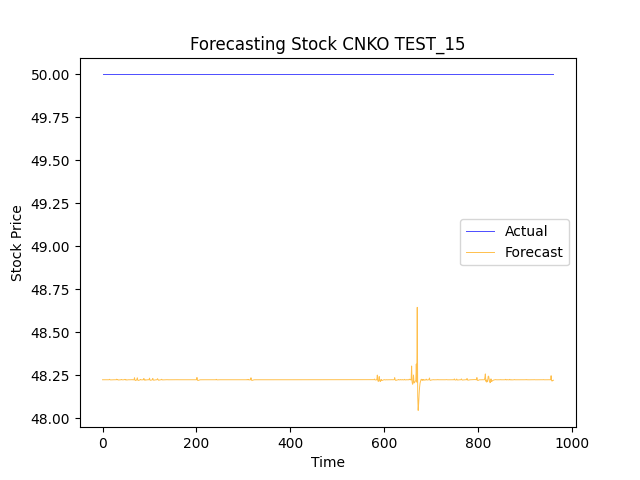 Forecasting Stock CNKO TEST_15
50.00
49.75
49.50
49.25
49.00
48.75
48.50
48.25
48.00
Stock Price
Actual
Forecast
0 200 400 600 800 1000
Time